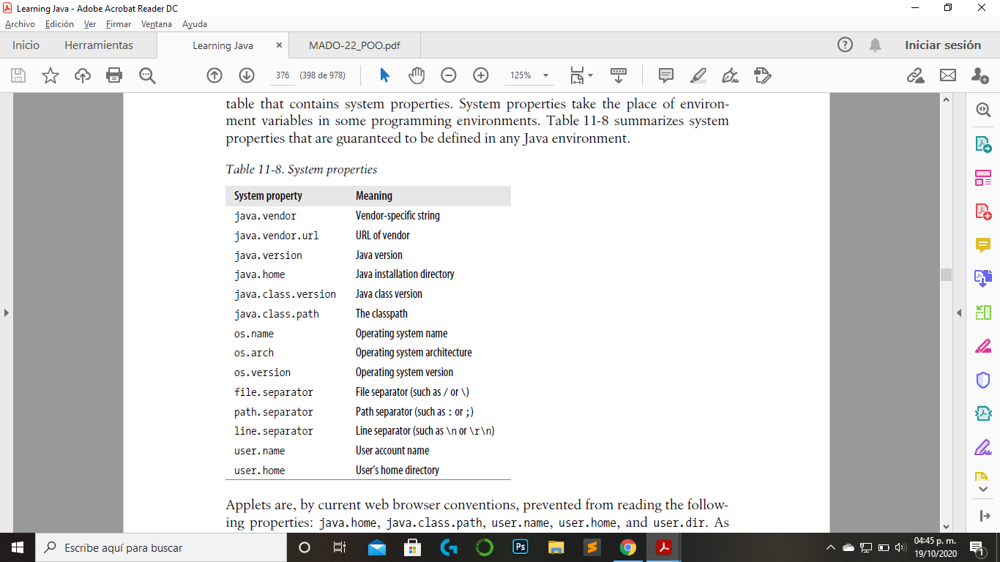 Learning Java - Adobe Acrobat Reader DC
Archivo Edición Ver Firmar Ventana Ayuda
Inicio Herramientas Learning Java × MADO-22_POO.pdf Iniciar sesión
376 (398 de 978) 125%
table that contains system properties. System properties take the place of environ-
ment variables in some programming environments. Table 11-8 summarizes system
properties that are guaranteed to be defined in any Java environment.
Table 11-8. System properties
System property Meaning
java.vendor Vendor-specific string
java.vendor.url URL of vendor
java.version Java version
java.home Java installation directory
java.class.version Java class version
java.class.path The classpath
os.name Operating system name
os.arch Operating system architecture
os.version Operating system version
file.separator File separator (such as / or \)
path.separator Path separator (such as : or ;)
line.separator Line separator (such as \n or \r\n)
user.name User account name
user.home User’s home directory
Applets are, by current web browser conventions, prevented from reading the follow-
ing properties: java.home, java.class.path, user.name, user.home, and user.dir. As
Escribe aquí para buscar
Ps
04:45 p. m.
19/10/2020
1